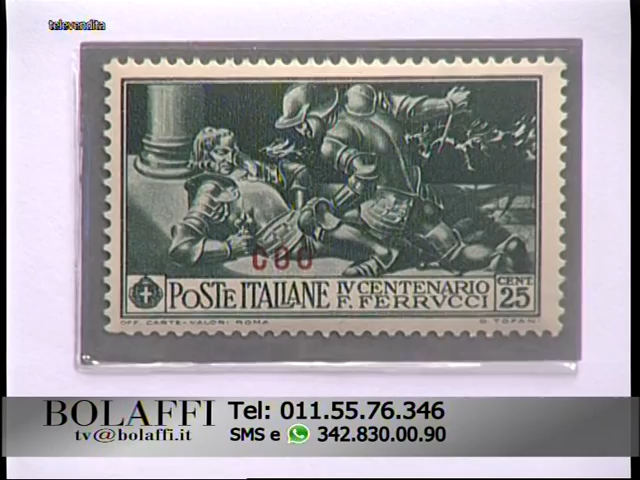 televendita
COO
POSTE ITALIANE IV CENTENARIO
F. FERRVCCI
CENT.
25
OFF. CARTE-VALORI ROMA
G. TOFANI
BOLAFFI
tv@bolaffi.it
Tel: 011.55.76.346
SMS e 342.830.00.90